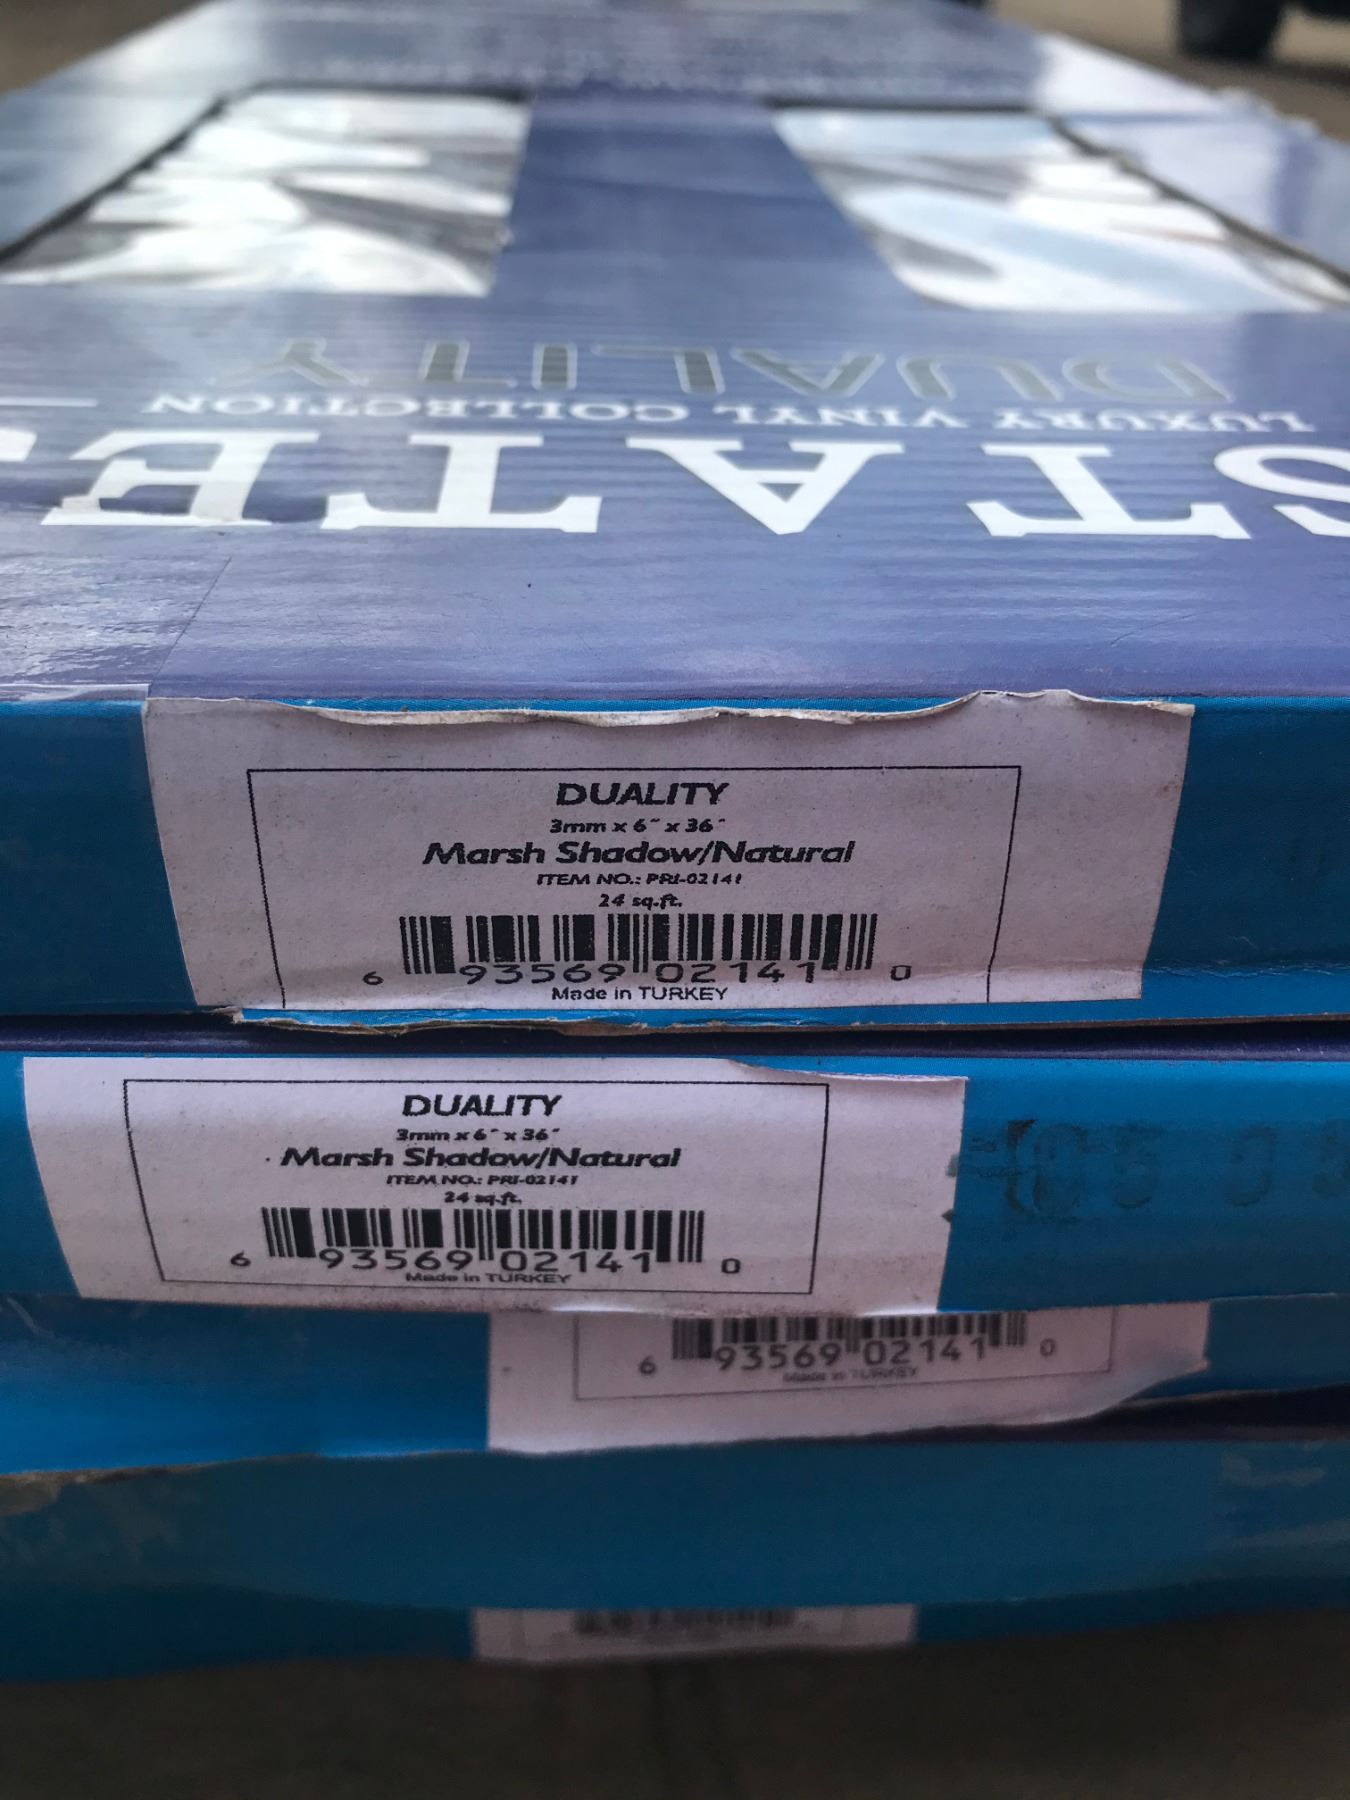 DUALITY
LUXURY VINYL COLLECTION
STATE
DUALITY
3mm x 6" x 36"
Marsh Shadow/Natural
ITEM NO.: PRI-02141
24 sq.ft.
6 93569 02141 0
Made in TURKEY
DUALITY
3mm x 6" x 36"
Marsh Shadow/Natural
ITEM NO.: PRI-02141
24 sq.ft.
6 93569 02141 0
Made in TURKEY
6 93569 02141 0
Made in TURKEY